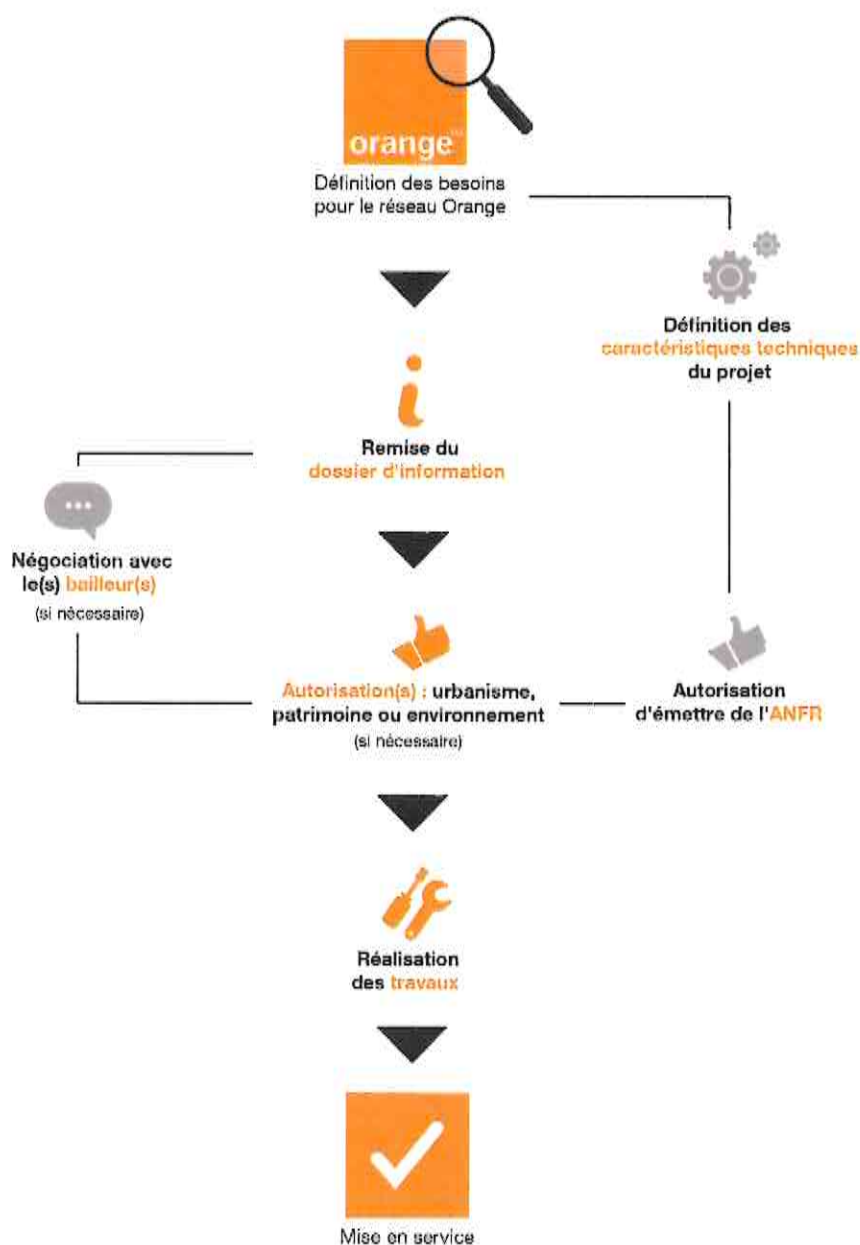 orange™
Définition des besoins
pour le réseau Orange
Définition des
caractéristiques techniques
du projet
Remise du
dossier d'information
Négociation avec
le(s) bailleur(s)
(si nécessaire)
Autorisation(s) : urbanisme,
patrimoine ou environnement
(si nécessaire)
Autorisation
d'émettre de l'ANFR
Réalisation
des travaux
Mise en service